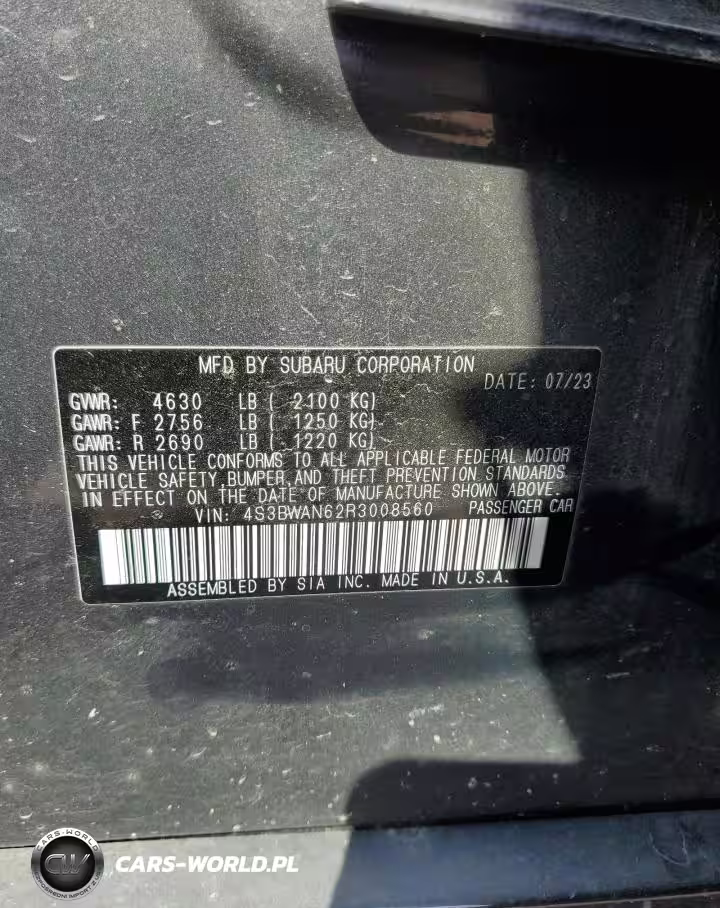 MFD BY SUBARU CORPORATION
DATE: 07/23
GVWR: 4630 LB ( 2100 KG)
GAWR: F 2756 LB ( 1250 KG)
GAWR: R 2690 LB ( 1220 KG)
THIS VEHICLE CONFORMS TO ALL APPLICABLE FEDERAL MOTOR
VEHICLE SAFETY,BUMPER,AND THEFT PREVENTION STANDARDS
IN EFFECT ON THE DATE OF MANUFACTURE SHOWN ABOVE.
VIN: 4S3BWAN62R3008560 PASSENGER CAR
ASSEMBLED BY SIA INC. MADE IN U.S.A.
CARS-WORLD
CW
CARS-WORLD.PL